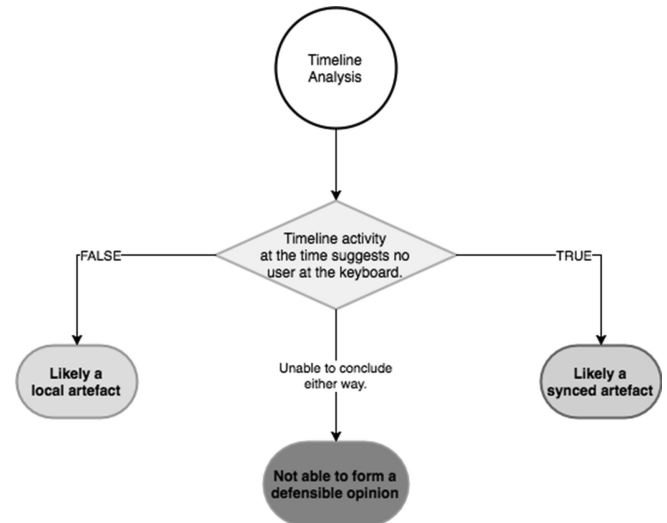 Timeline
Analysis
Timeline activity
at the time suggests no
user at the keyboard.
FALSE
TRUE
Likely a
local artefact
Unable to conclude
either way.
Likely a
synced artefact
Not able to form a
defensible opinion